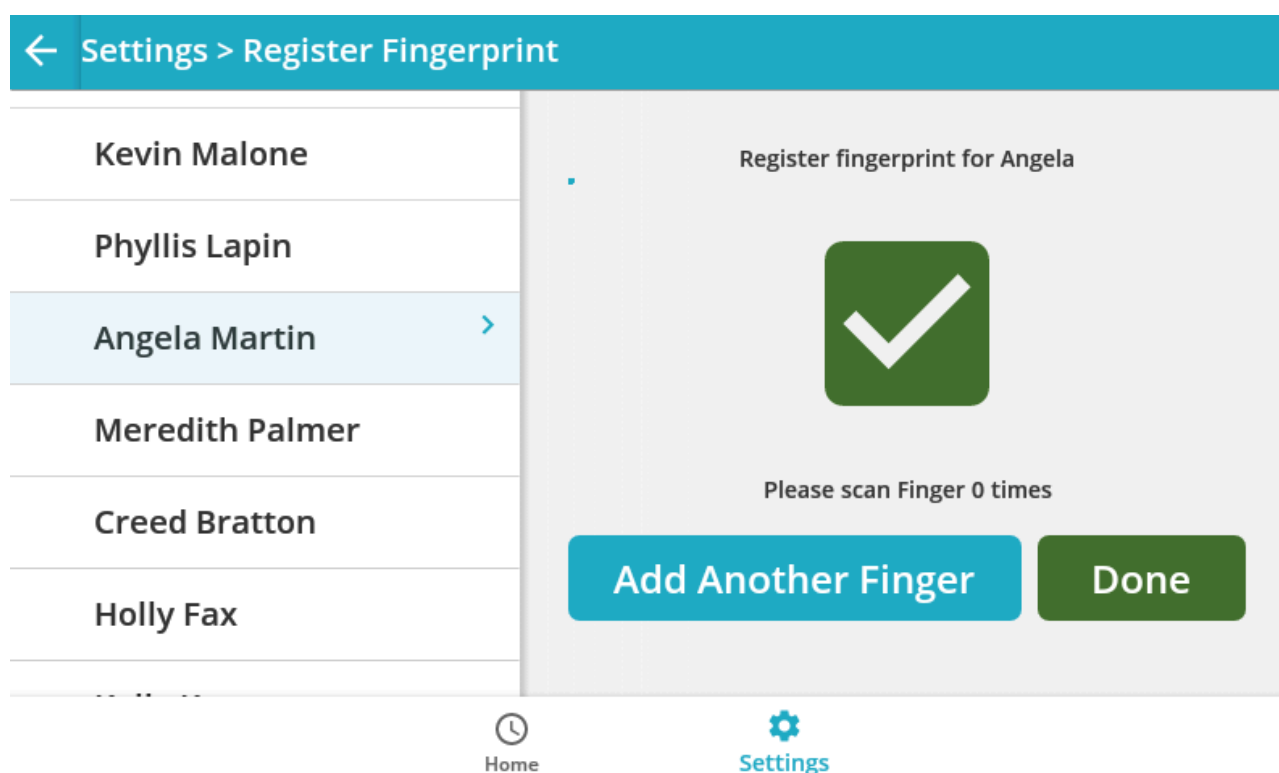 Settings > Register Fingerprint
Kevin Malone
Phyllis Lapin
Angela Martin
Meredith Palmer
Creed Bratton
Holly Fax
Register fingerprint for Angela
Please scan Finger 0 times
Add Another Finger
Done
Home
Settings